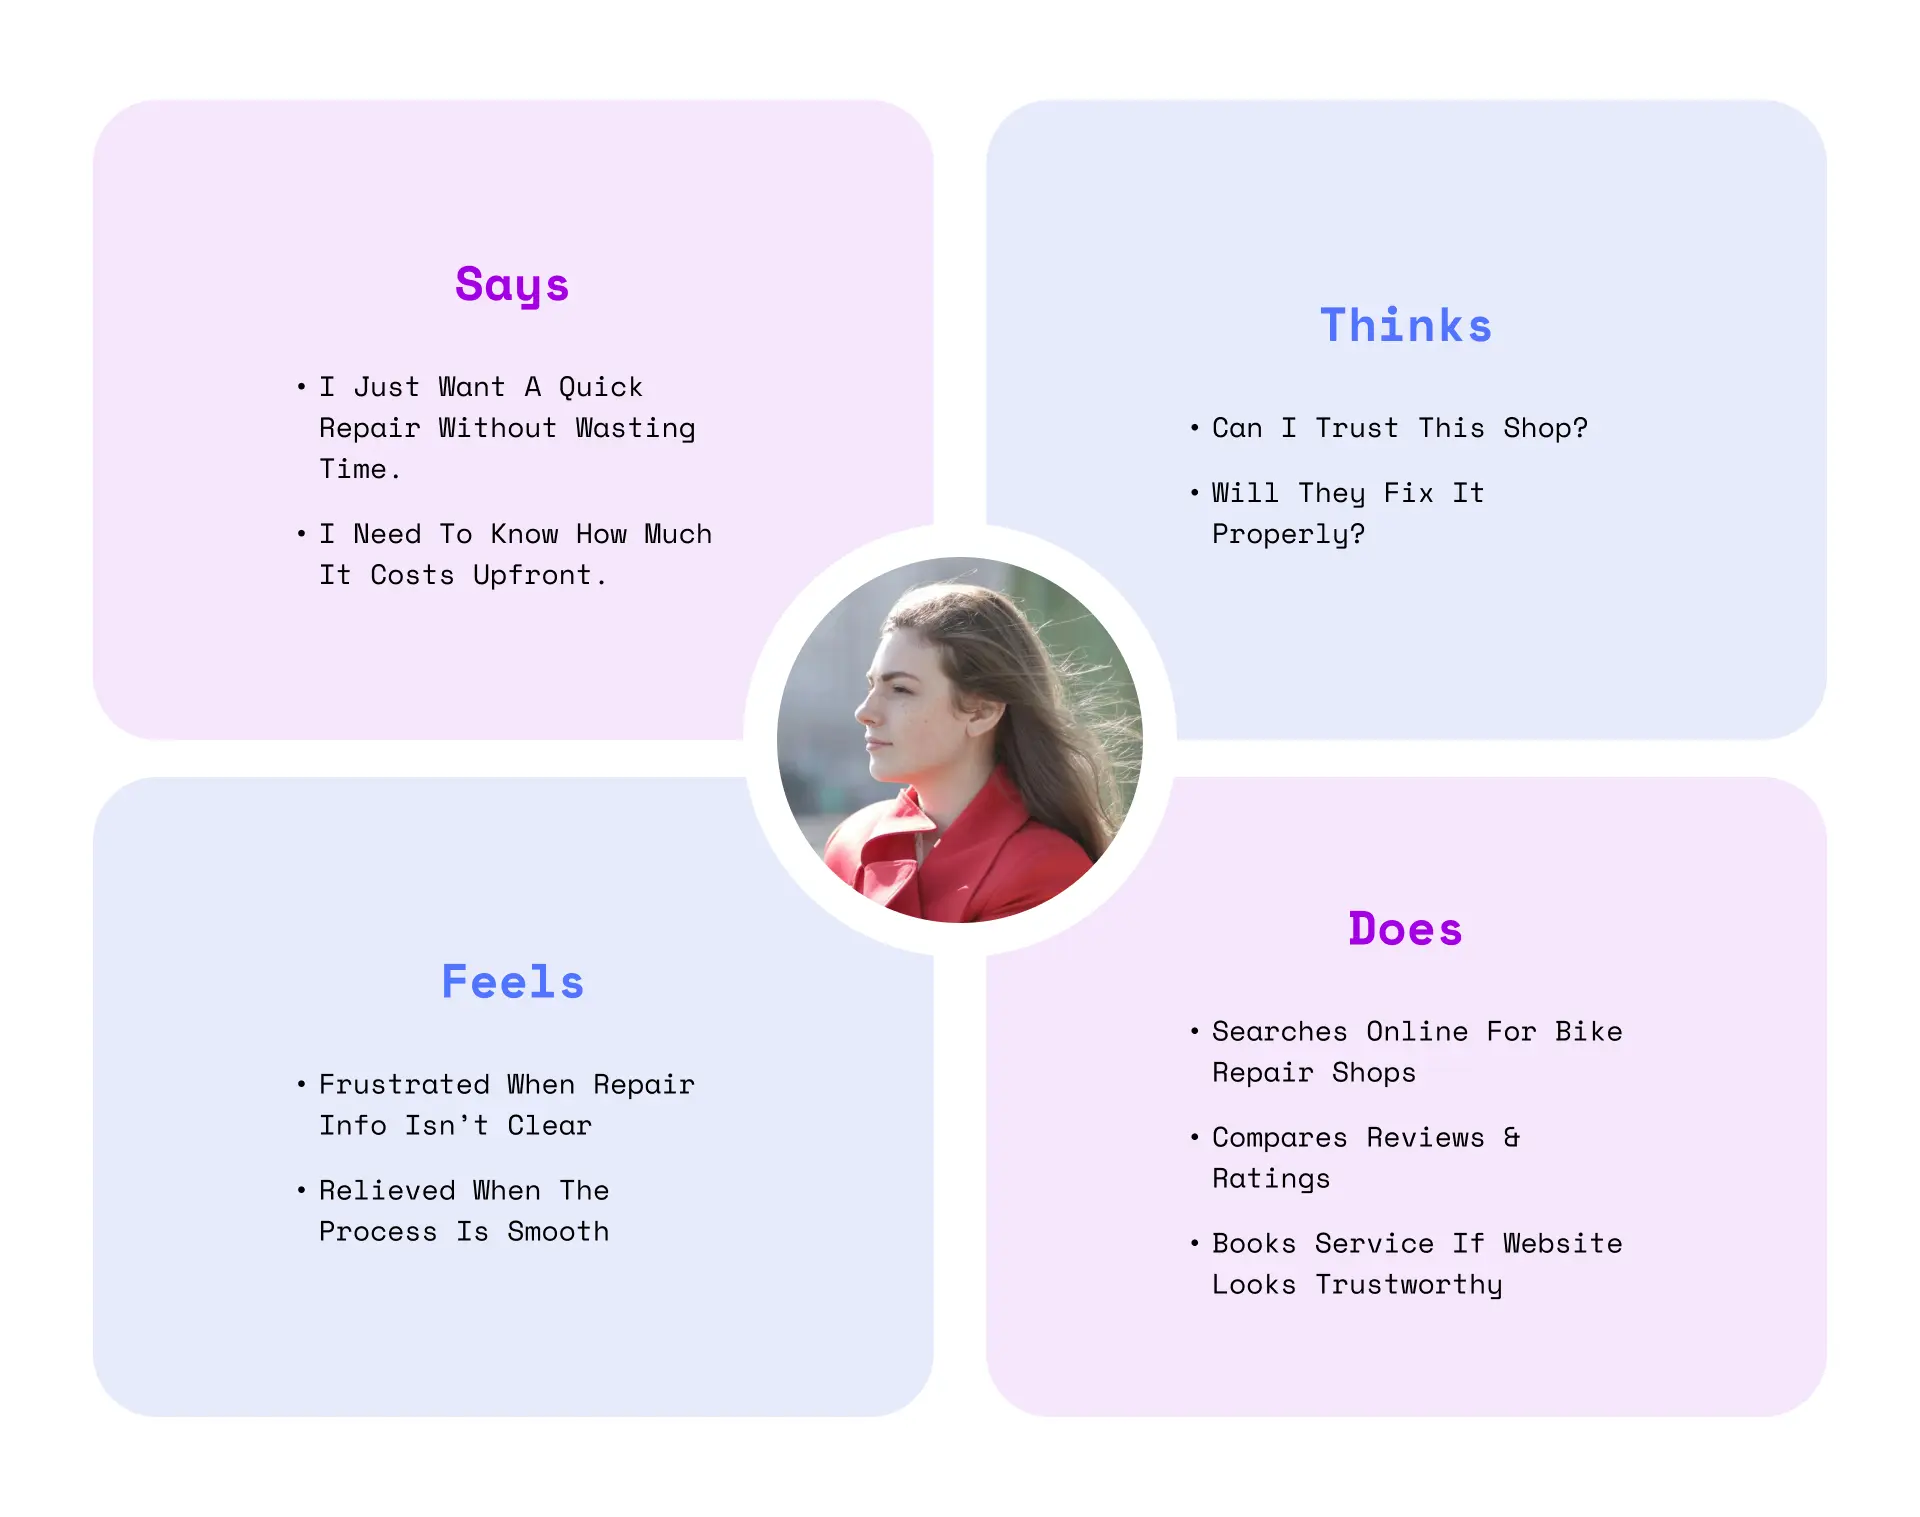 Says
• I Just Want A Quick
Repair Without Wasting
Time.
• I Need To Know How Much
It Costs Upfront.
Thinks
• Can I Trust This Shop?
• Will They Fix It
Properly?
Feels
• Frustrated When Repair
Info Isn’t Clear
• Relieved When The
Process Is Smooth
Does
• Searches Online For Bike
Repair Shops
• Compares Reviews &
Ratings
• Books Service If Website
Looks Trustworthy